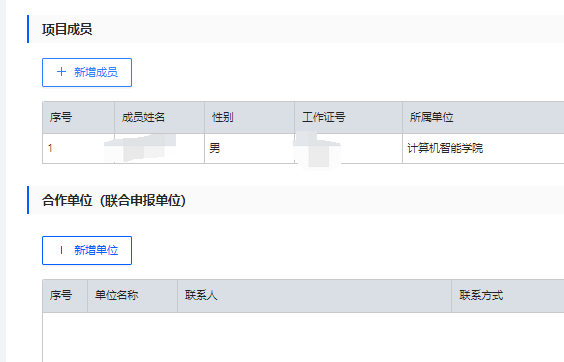 项目成员
+ 新增成员
序号 成员姓名 性别 工作证号 所属单位
1 男 计算机智能学院
合作单位（联合申报单位）
新增单位
序号 单位名称 联系人 联系方式